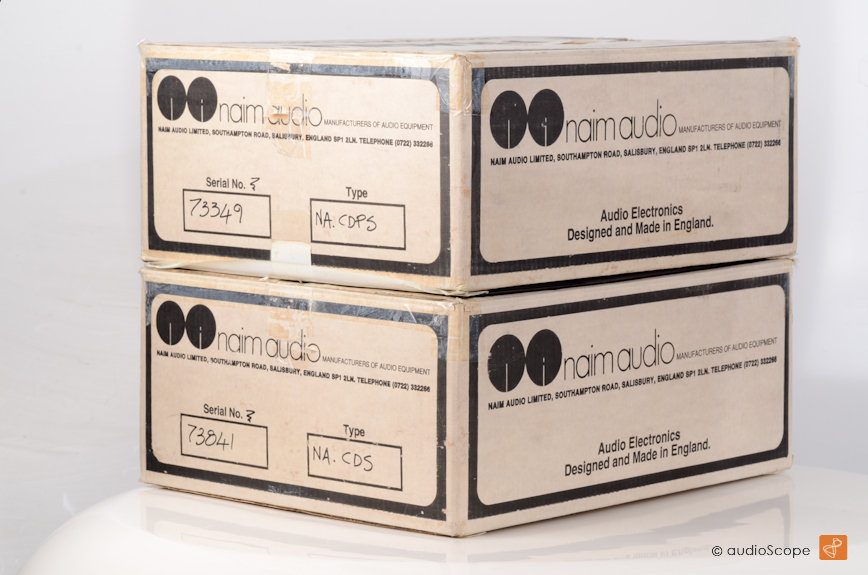 naim audio MANUFACTURERS OF AUDIO EQUIPMENT
NAIM AUDIO LIMITED, SOUTHAMPTON ROAD, SALISBURY, ENGLAND SP1 2LN. TELEPHONE (0722) 332266
Serial No.
Type
73349
NA. CDPS
naim audio MANUFACTURERS OF AUDIO EQUIPMENT
NAIM AUDIO LIMITED, SOUTHAMPTON ROAD, SALISBURY, ENGLAND SP1 2LN. TELEPHONE (0722) 332266
Audio Electronics
Designed and Made in England.
naim audio MANUFACTURERS OF AUDIO EQUIPMENT
NAIM AUDIO LIMITED, SOUTHAMPTON ROAD, SALISBURY, ENGLAND SP1 2LN. TELEPHONE (0722) 332266
Serial No.
Type
73841
NA. CDS
naim audio MANUFACTURERS OF AUDIO EQUIPMENT
NAIM AUDIO LIMITED, SOUTHAMPTON ROAD, SALISBURY, ENGLAND SP1 2LN. TELEPHONE (0722) 332266
Audio Electronics
Designed and Made in England.
© audioScope